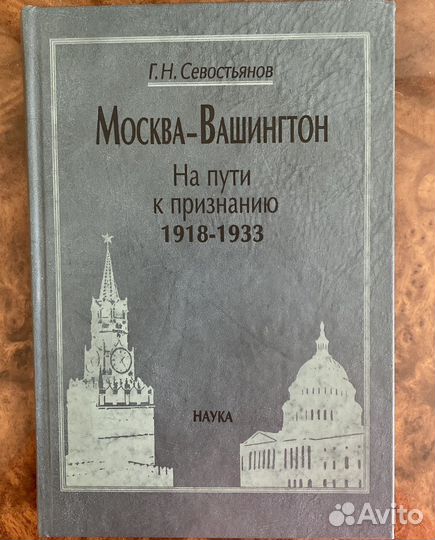 Г. Н. Севостьянов
Москва-Вашингтон
На пути
к признанию
1918-1933
НАУКА
Avito